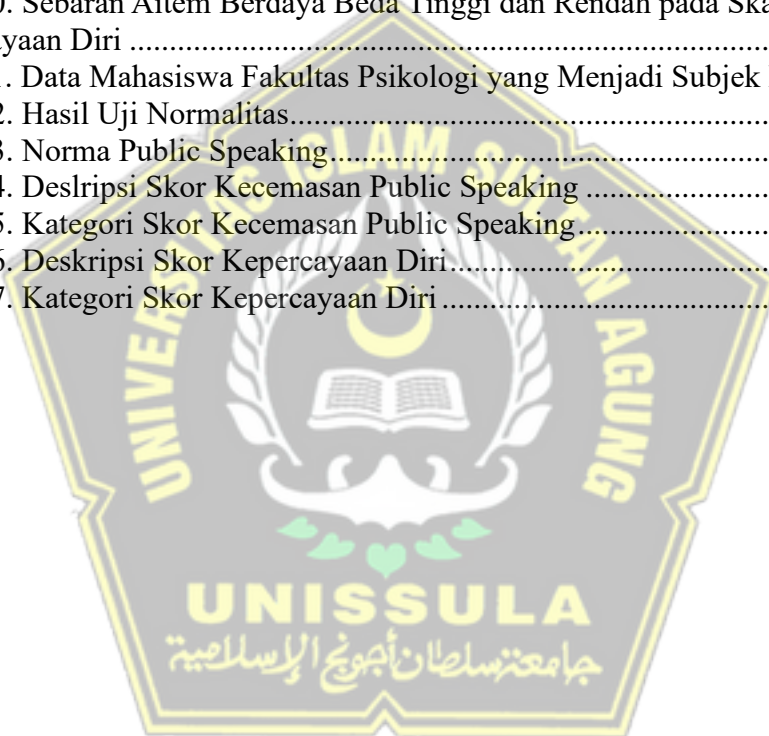 0. Sebaran Aitem Berdaya Beda Tinggi dan Rendah pada Ska
ayaan Diri ....................................................................................
1. Data Mahasiswa Fakultas Psikologi yang Menjadi Subjek
2. Hasil Uji Normalitas................................................................
3. Norma Public Speaking...........................................................
4. Deslripsi Skor Kecemasan Public Speaking ........................
5. Kategori Skor Kecemasan Public Speaking.........................
6. Deskripsi Skor Kepercayaan Diri..........................................
7. Kategori Skor Kepercayaan Diri ...........................................
UNIVERSITAS ISLAM SULTAN AGUNG
UNISSULA
جامعة سلطان أجونج الإسلامية